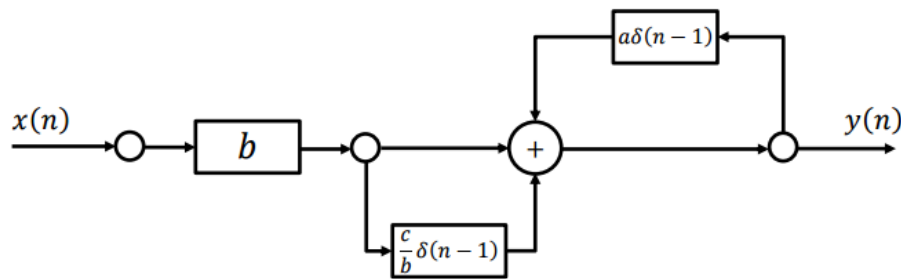 aδ(n − 1)
x(n)
y(n)
b
+
c/b δ(n − 1)